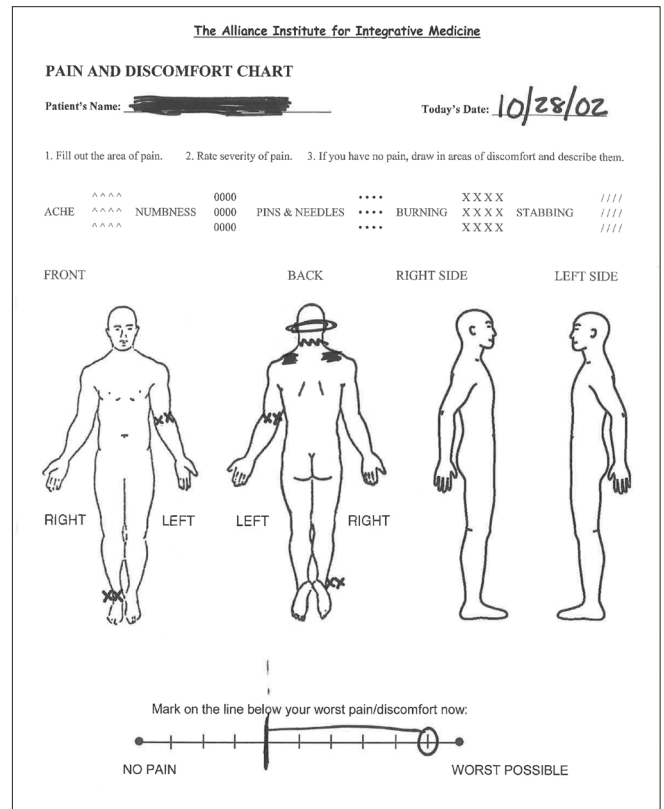 The Alliance Institute for Integrative Medicine
PAIN AND DISCOMFORT CHART
Patient's Name:
Today's Date: 10/28/02
1. Fill out the area of pain. 2. Rate severity of pain. 3. If you have no pain, draw in areas of discomfort and describe them.
^^^^ 0000 •••• XXXX ////
ACHE ^^^^ NUMBNESS 0000 PINS & NEEDLES •••• BURNING XXXX STABBING ////
^^^^ 0000 •••• XXXX ////
FRONT BACK RIGHT SIDE LEFT SIDE
XX XX
RIGHT LEFT LEFT RIGHT
XX XX
Mark on the line below your worst pain/discomfort now:
NO PAIN WORST POSSIBLE